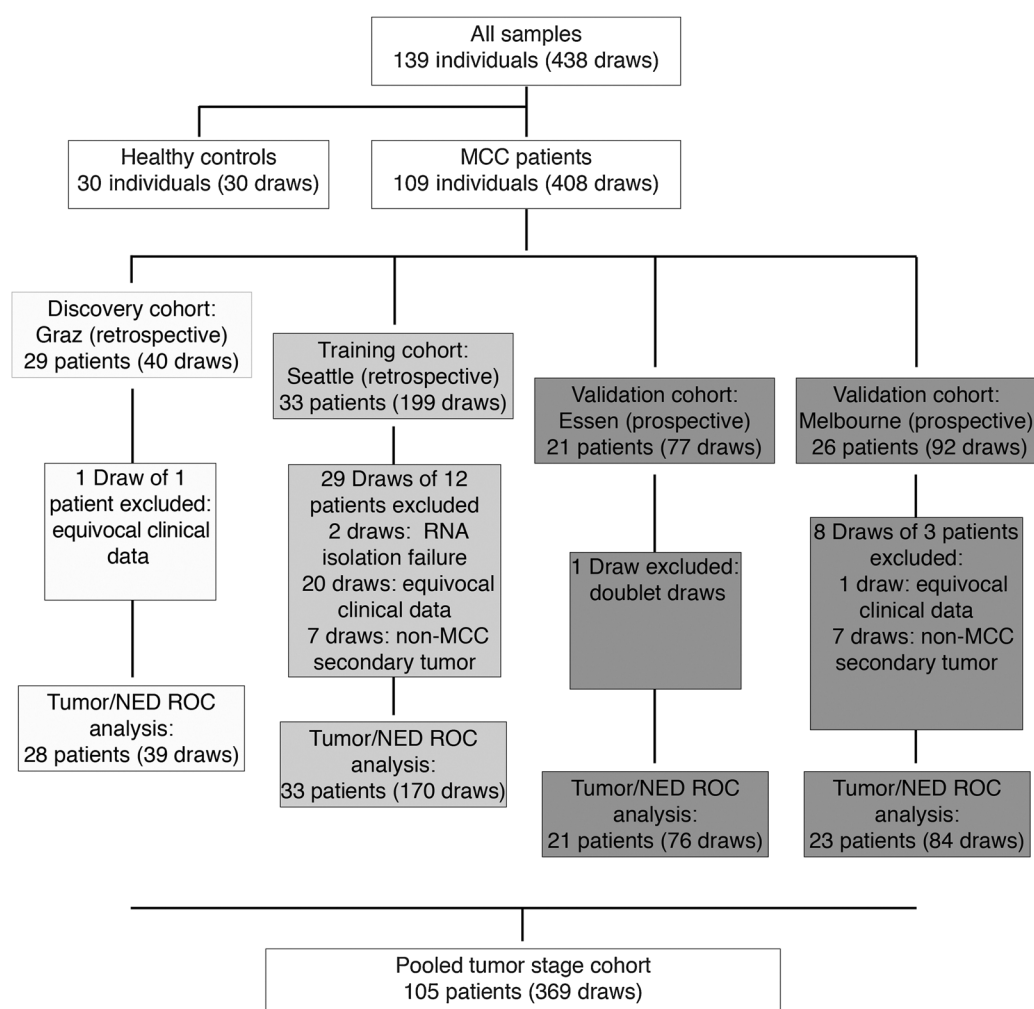 All samples
139 individuals (438 draws)
Healthy controls
30 individuals (30 draws)
MCC patients
109 individuals (408 draws)
Discovery cohort:
Graz (retrospective)
29 patients (40 draws)
Training cohort:
Seattle (retrospective)
33 patients (199 draws)
Validation cohort:
Essen (prospective)
21 patients (77 draws)
Validation cohort:
Melbourne (prospective)
26 patients (92 draws)
1 Draw of 1
patient excluded:
equivocal clinical
data
29 Draws of 12
patients excluded
2 draws: RNA
isolation failure
20 draws: equivocal
clinical data
7 draws: non-MCC
secondary tumor
1 Draw excluded:
doublet draws
8 Draws of 3 patients
excluded:
1 draw: equivocal
clinical data
7 draws: non-MCC
secondary tumor
Tumor/NED ROC
analysis:
28 patients (39 draws)
Tumor/NED ROC
analysis:
33 patients (170 draws)
Tumor/NED ROC
analysis:
21 patients (76 draws)
Tumor/NED ROC
analysis:
23 patients (84 draws)
Pooled tumor stage cohort
105 patients (369 draws)